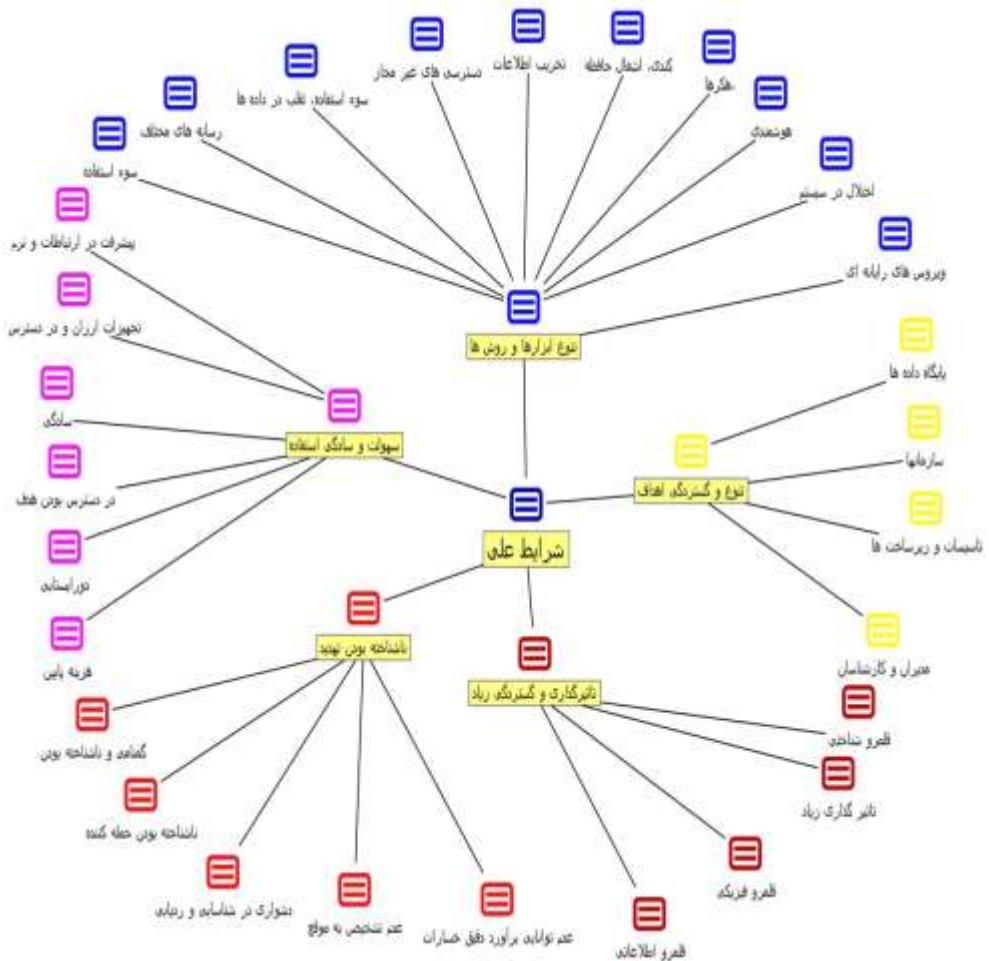 تخریب اطلاعات
کندی، انتقال حافظه
هکرها
دسترسی های غیر مجاز
سوء استفاده، تقلب در داده ها
هوشمندی
رسانه های مختلف
سوء استفاده
اختلال در سیستم
پیشرفت در ارتباطات و نرم
ویروس های رایانه ای
تجهیزات ارزان و در دسترس
تنوع ابزارها و روش ها
پایگاه داده ها
سادگی
سهولت و سادگی استفاده
سازمانها
در دسترس بودن هدف
تنوع و گستردگی اهداف
تاسیسات و زیرساخت ها
شرایط علی
دورایستایی
هزینه پایین
ناشناخته بودن تهدید
مدیران و کارشناسان
تاثیرگذاری و گستردگی زیاد
قلمرو شناختی
گمنامی و ناشناخته بودن
تاثیر گذاری زیاد
ناشناخته بودن حمله کننده
قلمرو فیزیکی
دشواری در شناسایی و ردیابی
عدم تشخیص به موقع
عدم توانایی برآورد دقیق خسارات
قلمرو اطلاعاتی